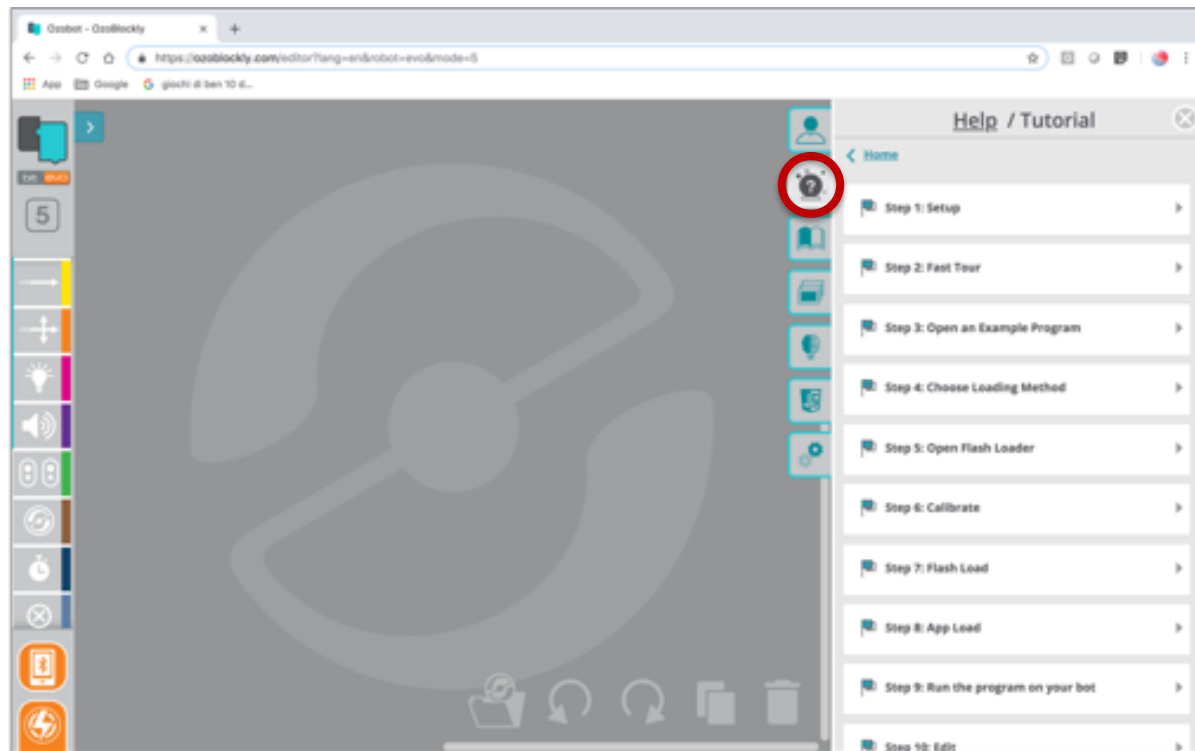 Ozobot - OzoBlockly
https://ozoblockly.com/editor?lang=en&robot=evo&mode=5
App Google giochi di ben 10 d...
bit evo
5
Help / Tutorial
Home
Step 1: Setup
Step 2: Fast Tour
Step 3: Open an Example Program
Step 4: Choose Loading Method
Step 5: Open Flash Loader
Step 6: Calibrate
Step 7: Flash Load
Step 8: App Load
Step 9: Run the program on your bot
Step 10: Edit